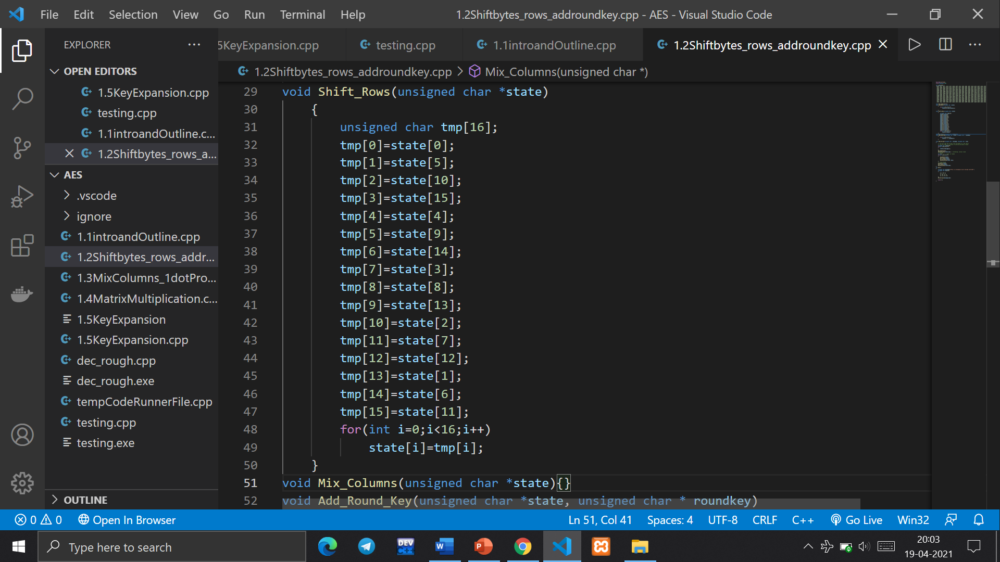 File Edit Selection View Go Run Terminal Help
1.2Shiftbytes_rows_addroundkey.cpp - AES - Visual Studio Code
EXPLORER
5KeyExpansion.cpp
testing.cpp
1.1introandOutline.cpp
1.2Shiftbytes_rows_addroundkey.cpp
OPEN EDITORS
1.5KeyExpansion.cpp
testing.cpp
1.1introandOutline.c...
1.2Shiftbytes_rows_a...
AES
.vscode
ignore
1.1introandOutline.cpp
1.2Shiftbytes_rows_addr...
1.3MixColumns_1dotPro...
1.4MatrixMultiplication.c...
1.5KeyExpansion
1.5KeyExpansion.cpp
dec_rough.cpp
dec_rough.exe
tempCodeRunnerFile.cpp
testing.cpp
testing.exe
OUTLINE
1.2Shiftbytes_rows_addroundkey.cpp > Mix_Columns(unsigned char *)
29 void Shift_Rows(unsigned char *state)
30 {
31 unsigned char tmp[16];
32 tmp[0]=state[0];
33 tmp[1]=state[5];
34 tmp[2]=state[10];
35 tmp[3]=state[15];
36 tmp[4]=state[4];
37 tmp[5]=state[9];
38 tmp[6]=state[14];
39 tmp[7]=state[3];
40 tmp[8]=state[8];
41 tmp[9]=state[13];
42 tmp[10]=state[2];
43 tmp[11]=state[7];
44 tmp[12]=state[12];
45 tmp[13]=state[1];
46 tmp[14]=state[6];
47 tmp[15]=state[11];
48 for(int i=0;i<16;i++)
49 state[i]=tmp[i];
50 }
51 void Mix_Columns(unsigned char *state){}
52 void Add_Round_Key(unsigned char *state, unsigned char * roundkey)
0 0 Open In Browser
Ln 51, Col 41 Spaces: 4 UTF-8 CRLF C++ Go Live Win32
Type here to search
DEV C++
W
P
20:03
19-04-2021